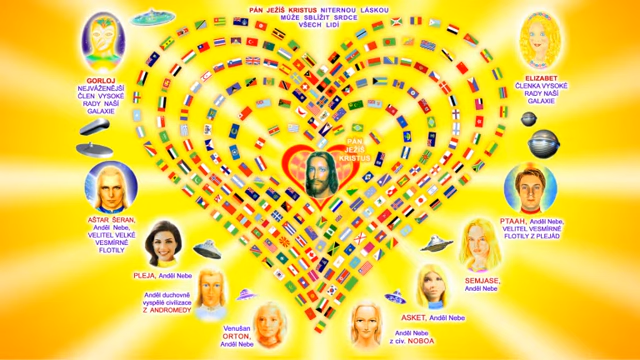 PÁN JEŽÍŠ KRISTUS NITERNOU LÁSKOU
MŮŽE SBLÍŽIT SRDCE
VŠECH LIDÍ
GORLOJ
NEJVÁŽENĚJŠÍ
ČLEN VYSOKÉ
RADY NAŠÍ
GALAXIE
ELIZABET
ČLENKA VYSOKÉ
RADY NAŠÍ
GALAXIE
PÁN
JEŽÍŠ
KRISTUS
AŠTAR ŠERAN,
Anděl Nebe,
VELITEL VELKÉ
VESMÍRNÉ
FLOTILY
PTAAH, Anděl Nebe,
VELITEL VESMÍRNÉ
FLOTILY Z PLEJÁD
PLEJA, Anděl Nebe
SEMJASE,
Anděl Nebe
Anděl duchovně
vyspělé civilizace
Z ANDROMEDY
ASKET, Anděl Nebe
Venušan
ORTON,
Anděl Nebe
Anděl Nebe
z civ. NOBOA